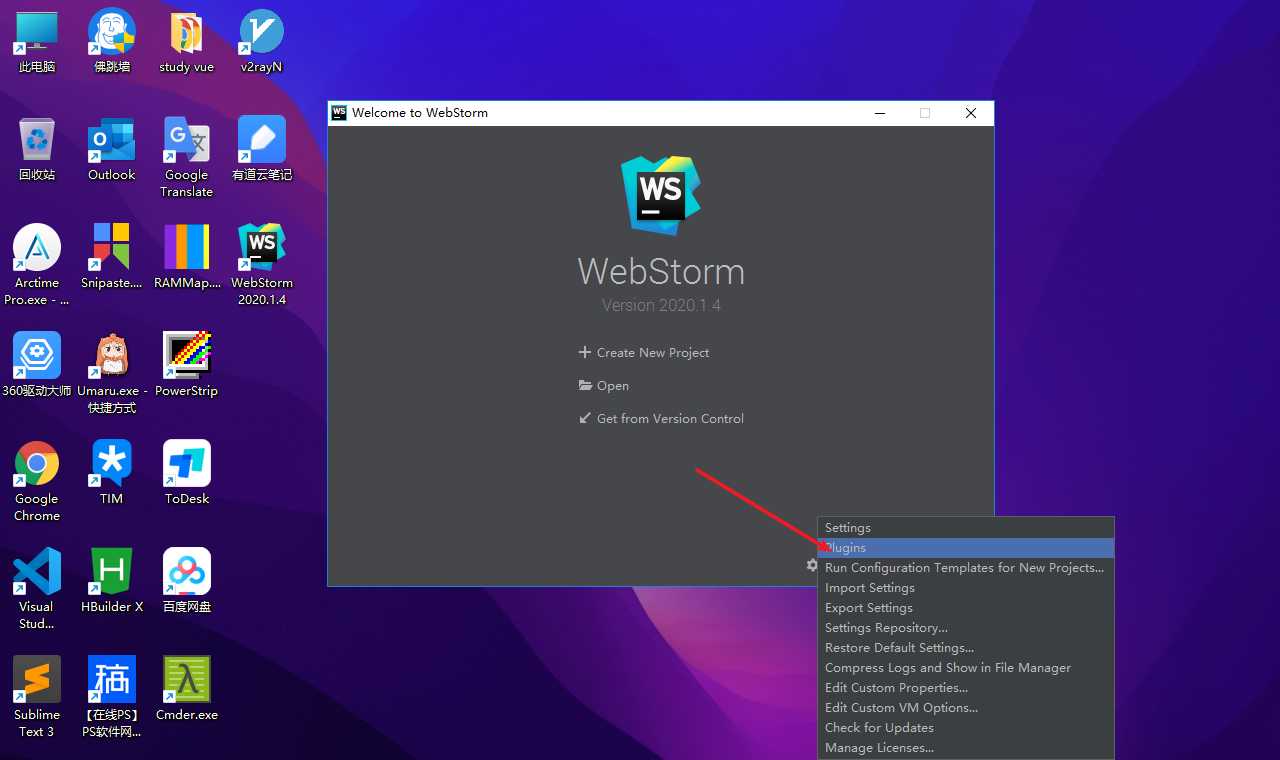 此电脑
佛跳墙
study vue
v2rayN
回收站
Outlook
Google
Translate
有道云笔记
Arctime
Pro.exe - ...
Snipaste....
RAMMap....
WebStorm
2020.1.4
360驱动大师
Umaru.exe -
快捷方式
PowerStrip
Google
Chrome
TIM
ToDesk
Visual
Stud...
HBuilder X
百度网盘
Sublime
Text 3
【在线PS】
PS软件网...
Cmder.exe
WS Welcome to WebStorm
WS
WebStorm
Version 2020.1.4
Create New Project
Open
Get from Version Control
Settings
Plugins
Run Configuration Templates for New Projects...
Import Settings
Export Settings
Settings Repository...
Restore Default Settings...
Compress Logs and Show in File Manager
Edit Custom Properties...
Edit Custom VM Options...
Check for Updates
Manage Licenses...